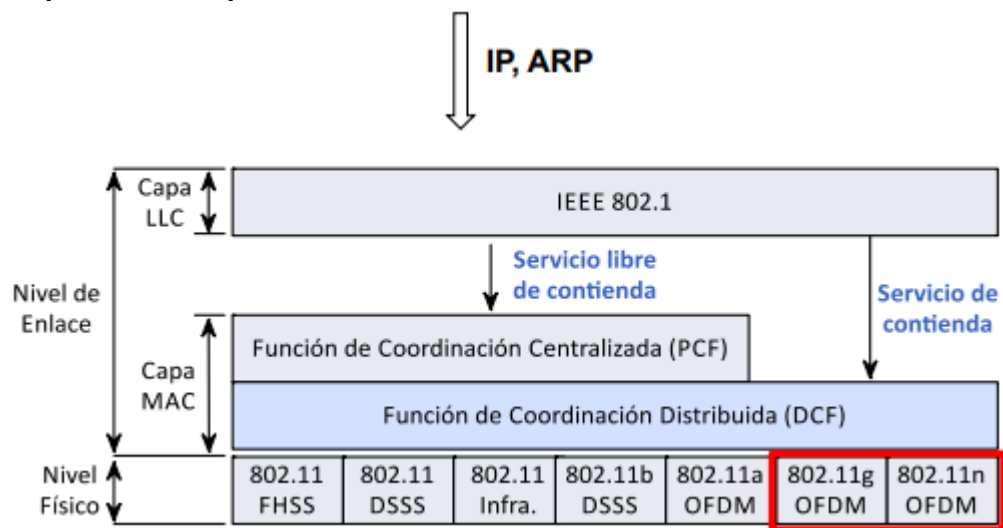 IP, ARP
Capa
LLC
IEEE 802.1
Servicio libre
de contienda
Servicio de
contienda
Nivel de
Enlace
Función de Coordinación Centralizada (PCF)
Capa
MAC
Función de Coordinación Distribuida (DCF)
Nivel
Físico
802.11
FHSS
802.11
DSSS
802.11
Infra.
802.11b
DSSS
802.11a
OFDM
802.11g
OFDM
802.11n
OFDM